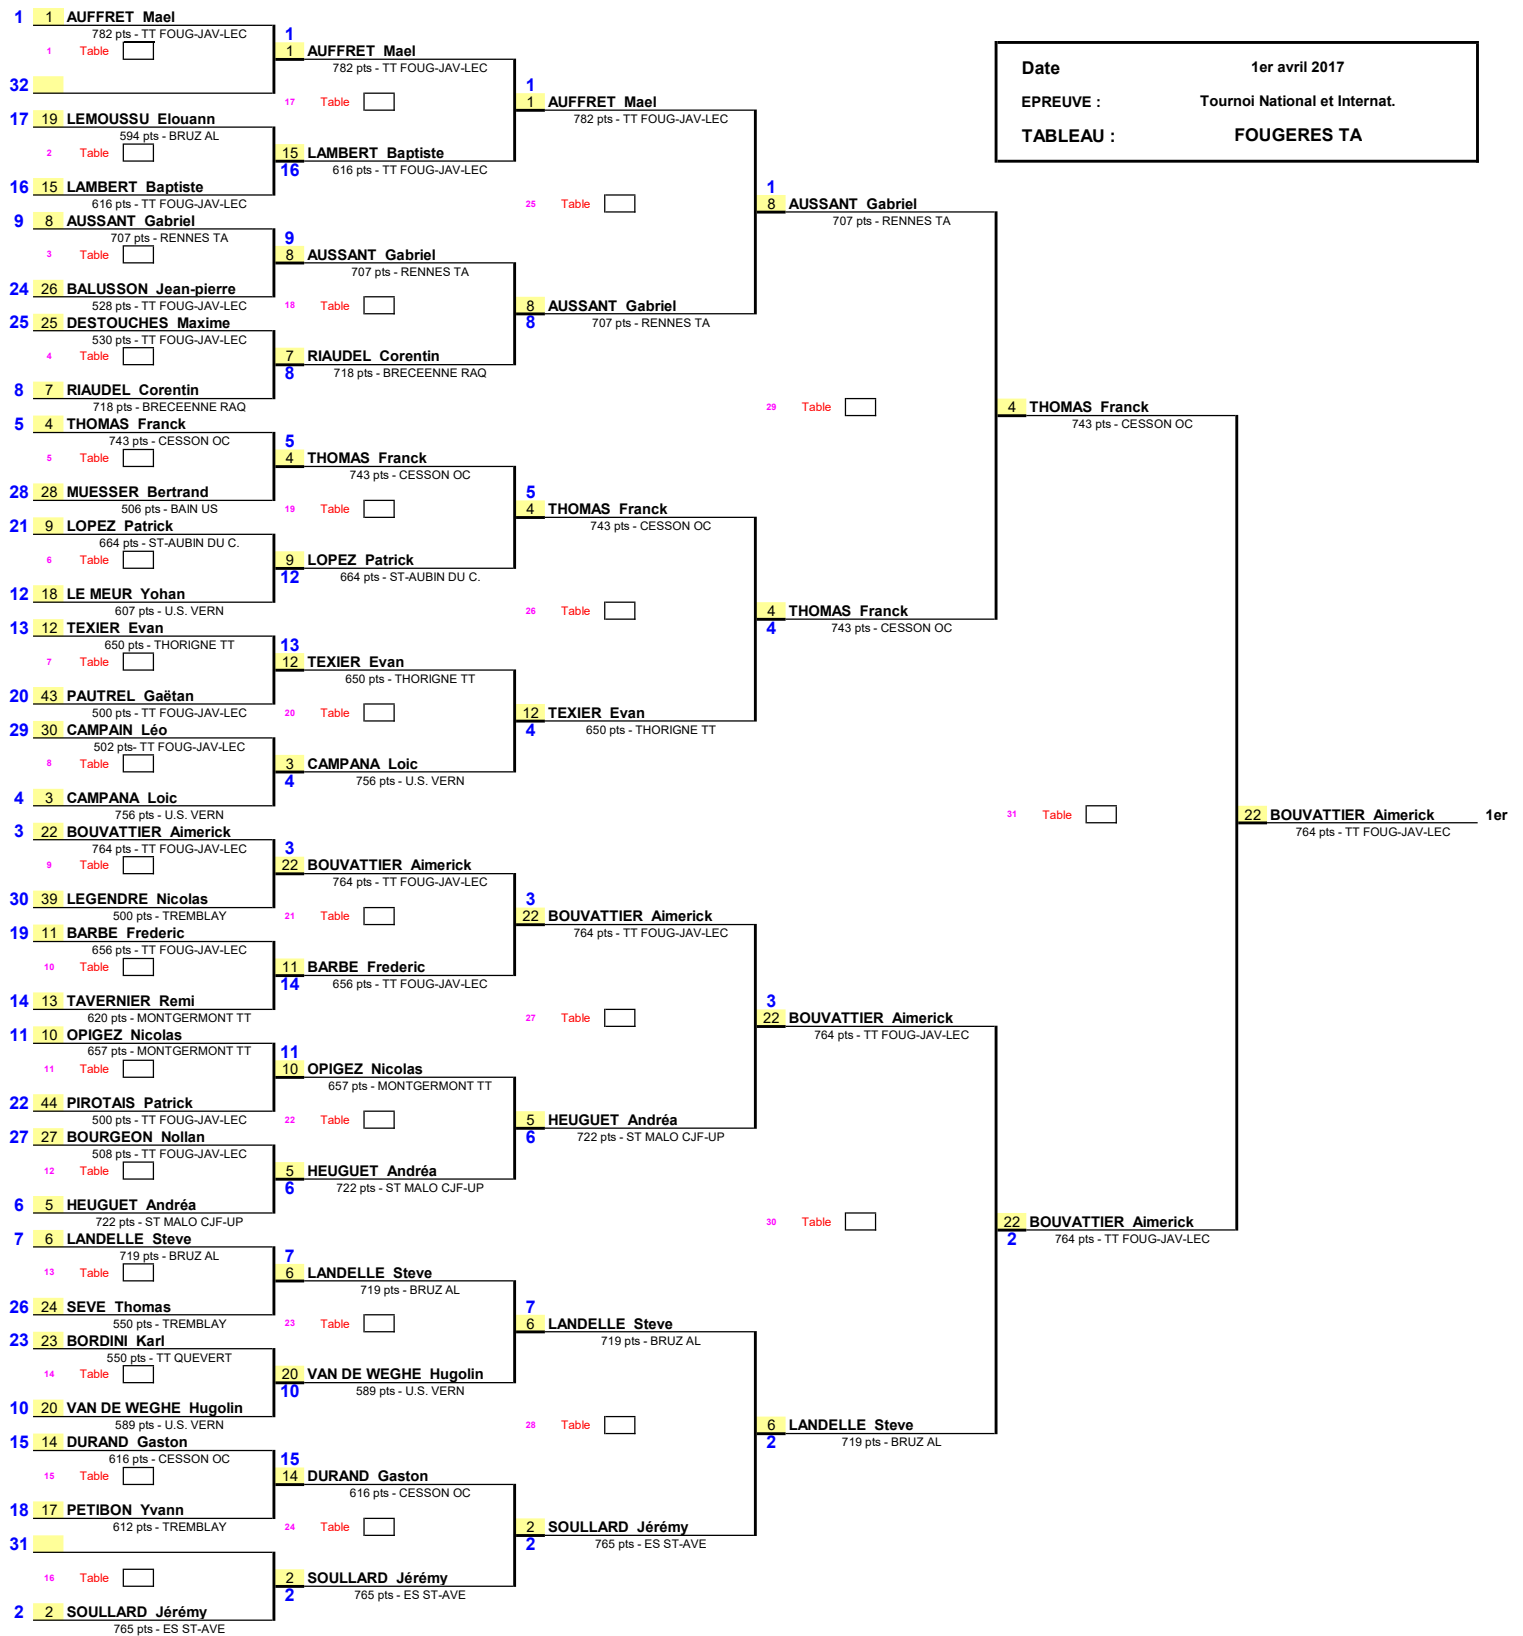 Date 1er avril 2017
EPREUVE : Tournoi National et Internat.
TABLEAU : FOUGERES TA
1 1 AUFFRET Mael
782 pts - TT FOUG-JAV-LEC
1 Table
32
17 19 LEMOUSSU Elouann
594 pts - BRUZ AL
2 Table
16 15 LAMBERT Baptiste
616 pts - TT FOUG-JAV-LEC
9 8 AUSSANT Gabriel
707 pts - RENNES TA
3 Table
24 26 BALUSSON Jean-pierre
528 pts - TT FOUG-JAV-LEC
25 25 DESTOUCHES Maxime
530 pts - TT FOUG-JAV-LEC
4 Table
8 7 RIAUDEL Corentin
718 pts - BRECEENNE RAQ
5 4 THOMAS Franck
743 pts - CESSON OC
5 Table
28 28 MUESSER Bertrand
506 pts - BAIN US
21 9 LOPEZ Patrick
664 pts - ST-AUBIN DU C.
6 Table
12 18 LE MEUR Yohan
607 pts - U.S. VERN
13 12 TEXIER Evan
650 pts - THORIGNE TT
7 Table
20 43 PAUTREL Gaëtan
500 pts - TT FOUG-JAV-LEC
29 30 CAMPAIN Léo
502 pts- TT FOUG-JAV-LEC
8 Table
4 3 CAMPANA Loic
756 pts - U.S. VERN
3 22 BOUVATTIER Aimerick
764 pts - TT FOUG-JAV-LEC
9 Table
30 39 LEGENDRE Nicolas
500 pts - TREMBLAY
19 11 BARBE Frederic
656 pts - TT FOUG-JAV-LEC
10 Table
14 13 TAVERNIER Remi
620 pts - MONTGERMONT TT
11 10 OPIGEZ Nicolas
657 pts - MONTGERMONT TT
11 Table
22 44 PIROTAIS Patrick
500 pts - TT FOUG-JAV-LEC
27 27 BOURGEON Nollan
508 pts - TT FOUG-JAV-LEC
12 Table
6 5 HEUGUET Andréa
722 pts - ST MALO CJF-UP
7 6 LANDELLE Steve
719 pts - BRUZ AL
13 Table
26 24 SEVE Thomas
550 pts - TREMBLAY
23 23 BORDINI Karl
550 pts - TT QUEVERT
14 Table
10 20 VAN DE WEGHE Hugolin
589 pts - U.S. VERN
15 14 DURAND Gaston
616 pts - CESSON OC
15 Table
18 17 PETIBON Yvann
612 pts - TREMBLAY
31
16 Table
2 2 SOULLARD Jérémy
765 pts - ES ST-AVE
1
1 AUFFRET Mael
782 pts - TT FOUG-JAV-LEC
17 Table
15 LAMBERT Baptiste
16 616 pts - TT FOUG-JAV-LEC
9
8 AUSSANT Gabriel
707 pts - RENNES TA
18 Table
7 RIAUDEL Corentin
8 718 pts - BRECEENNE RAQ
5
4 THOMAS Franck
743 pts - CESSON OC
19 Table
9 LOPEZ Patrick
12 664 pts - ST-AUBIN DU C.
13
12 TEXIER Evan
650 pts - THORIGNE TT
20 Table
3 CAMPANA Loic
4 756 pts - U.S. VERN
3
22 BOUVATTIER Aimerick
764 pts - TT FOUG-JAV-LEC
21 Table
11 BARBE Frederic
14 656 pts - TT FOUG-JAV-LEC
11
10 OPIGEZ Nicolas
657 pts - MONTGERMONT TT
22 Table
5 HEUGUET Andréa
6 722 pts - ST MALO CJF-UP
7
6 LANDELLE Steve
719 pts - BRUZ AL
23 Table
20 VAN DE WEGHE Hugolin
10 589 pts - U.S. VERN
15
14 DURAND Gaston
616 pts - CESSON OC
24 Table
2 SOULLARD Jérémy
2 765 pts - ES ST-AVE
1
1 AUFFRET Mael
782 pts - TT FOUG-JAV-LEC
25 Table
8 AUSSANT Gabriel
8 707 pts - RENNES TA
5
4 THOMAS Franck
743 pts - CESSON OC
26 Table
12 TEXIER Evan
4 650 pts - THORIGNE TT
3
22 BOUVATTIER Aimerick
764 pts - TT FOUG-JAV-LEC
27 Table
5 HEUGUET Andréa
6 722 pts - ST MALO CJF-UP
7
6 LANDELLE Steve
719 pts - BRUZ AL
28 Table
2 SOULLARD Jérémy
2 765 pts - ES ST-AVE
1
8 AUSSANT Gabriel
707 pts - RENNES TA
29 Table
4 THOMAS Franck
4 743 pts - CESSON OC
3
22 BOUVATTIER Aimerick
764 pts - TT FOUG-JAV-LEC
30 Table
6 LANDELLE Steve
2 719 pts - BRUZ AL
4 THOMAS Franck
743 pts - CESSON OC
31 Table
22 BOUVATTIER Aimerick
2 764 pts - TT FOUG-JAV-LEC
22 BOUVATTIER Aimerick 1er
764 pts - TT FOUG-JAV-LEC